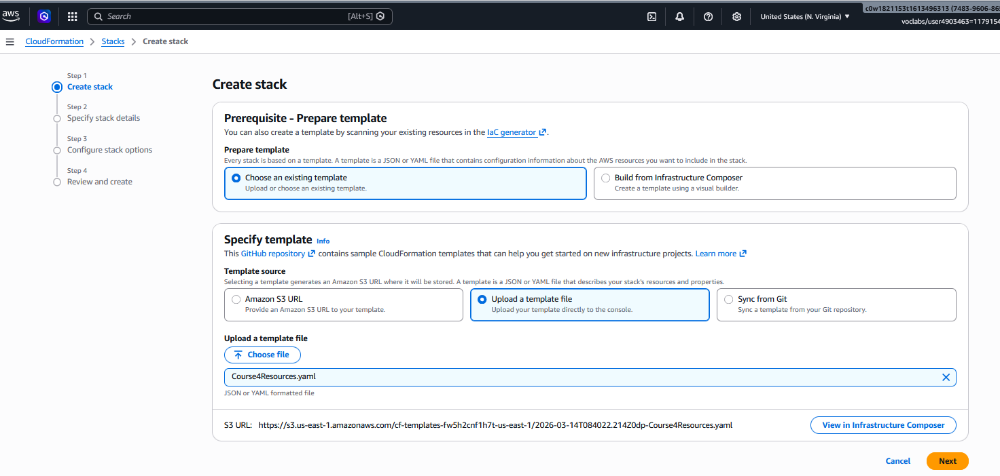 aws
Search [Alt+S]
United States (N. Virginia) ▼
c0w1821153t1613496313 (7483-9606-86
voclabs/user4903463=1179154
CloudFormation > Stacks > Create stack
Step 1
Create stack
Step 2
Specify stack details
Step 3
Configure stack options
Step 4
Review and create
Create stack
Prerequisite - Prepare template
You can also create a template by scanning your existing resources in the IaC generator.
Prepare template
Every stack is based on a template. A template is a JSON or YAML file that contains configuration information about the AWS resources you want to include in the stack.
Choose an existing template
Upload or choose an existing template.
Build from Infrastructure Composer
Create a template using a visual builder.
Specify template Info
This GitHub repository contains sample CloudFormation templates that can help you get started on new infrastructure projects. Learn more
Template source
Selecting a template generates an Amazon S3 URL where it will be stored. A template is a JSON or YAML file that describes your stack's resources and properties.
Amazon S3 URL
Provide an Amazon S3 URL to your template.
Upload a template file
Upload your template directly to the console.
Sync from Git
Sync a template from your Git repository.
Upload a template file
Choose file
Course4Resources.yaml
JSON or YAML formatted file
S3 URL: https://s3.us-east-1.amazonaws.com/cf-templates-fw5h2cnf1h7t-us-east-1/2026-03-14T084022.214Z0dp-Course4Resources.yaml
View in Infrastructure Composer
Cancel
Next